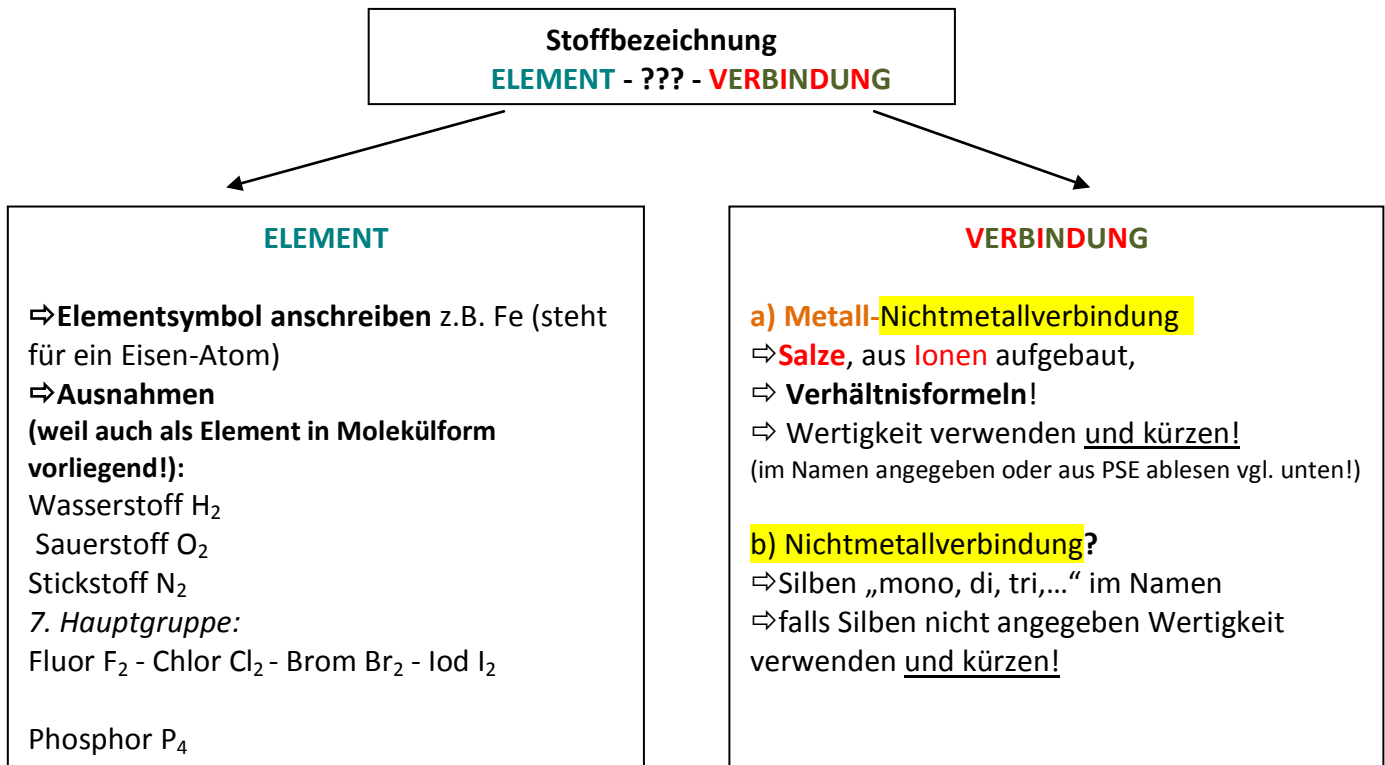 Stoffbezeichnung
ELEMENT - ??? - VERBINDUNG
ELEMENT
⇨Elementsymbol anschreiben z.B. Fe (steht
für ein Eisen-Atom)
⇨Ausnahmen
(weil auch als Element in Molekülform
vorliegend!):
Wasserstoff H₂
Sauerstoff O₂
Stickstoff N₂
7. Hauptgruppe:
Fluor F₂ - Chlor Cl₂ - Brom Br₂ - Iod I₂
Phosphor P₄
VERBINDUNG
a) Metall-Nichtmetallverbindung
⇨Salze, aus Ionen aufgebaut,
⇨ Verhältnisformeln!
⇨ Wertigkeit verwenden und kürzen!
(im Namen angegeben oder aus PSE ablesen vgl. unten!)
b) Nichtmetallverbindung?
⇨Silben „mono, di, tri,…“ im Namen
⇨falls Silben nicht angegeben Wertigkeit
verwenden und kürzen!